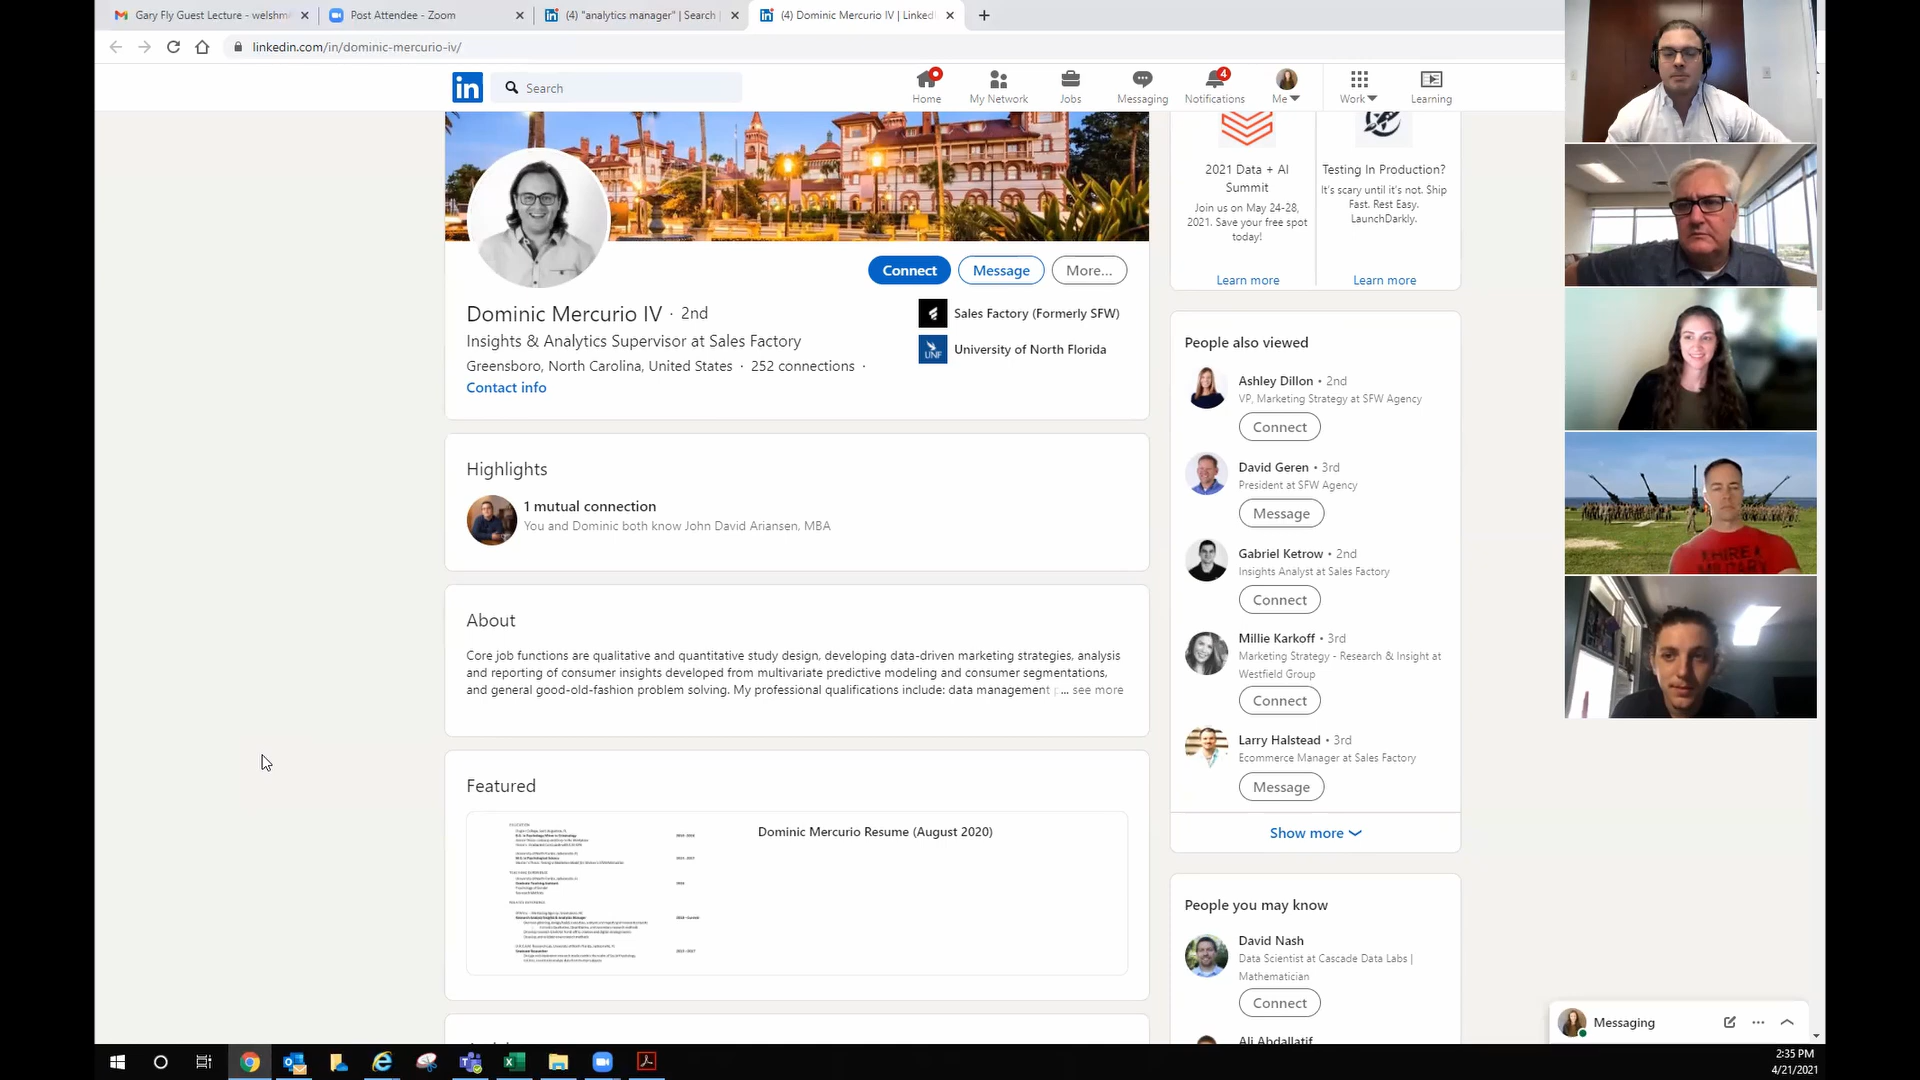 Gary Fly Guest Lecture - welshm
Post Attendee - Zoom
(4) "analytics manager" | Search
(4) Dominic Mercurio IV | Linked
linkedin.com/in/dominic-mercurio-iv/
in
Search
Home
My Network
Jobs
Messaging
4
Notifications
Me
Work
Learning
Connect
Message
More...
Dominic Mercurio IV · 2nd
Insights & Analytics Supervisor at Sales Factory
Greensboro, North Carolina, United States · 252 connections ·
Contact info
Sales Factory (Formerly SFW)
UNF
University of North Florida
Highlights
1 mutual connection
You and Dominic both know John David Ariansen, MBA
About
Core job functions are qualitative and quantitative study design, developing data-driven marketing strategies, analysis
and reporting of consumer insights developed from multivariate predictive modeling and consumer segmentations,
and general good-old-fashion problem solving. My professional qualifications include: data management p... see more
Featured
Dominic Mercurio Resume (August 2020)
2021 Data + AI
Summit
Join us on May 24-28,
2021. Save your free spot
today!
Learn more
Testing In Production?
It's scary until it's not. Ship
Fast. Rest Easy.
LaunchDarkly.
Learn more
People also viewed
Ashley Dillon • 2nd
VP, Marketing Strategy at SFW Agency
Connect
David Geren • 3rd
President at SFW Agency
Message
Gabriel Ketrow • 2nd
Insights Analyst at Sales Factory
Connect
Millie Karkoff • 3rd
Marketing Strategy - Research & Insight at
Westfield Group
Connect
Larry Halstead • 3rd
Ecommerce Manager at Sales Factory
Message
Show more
People you may know
David Nash
Data Scientist at Cascade Data Labs |
Mathematician
Connect
Ali Abdallatif
HIRE
MILITARY
Messaging
2:35 PM
4/21/2021